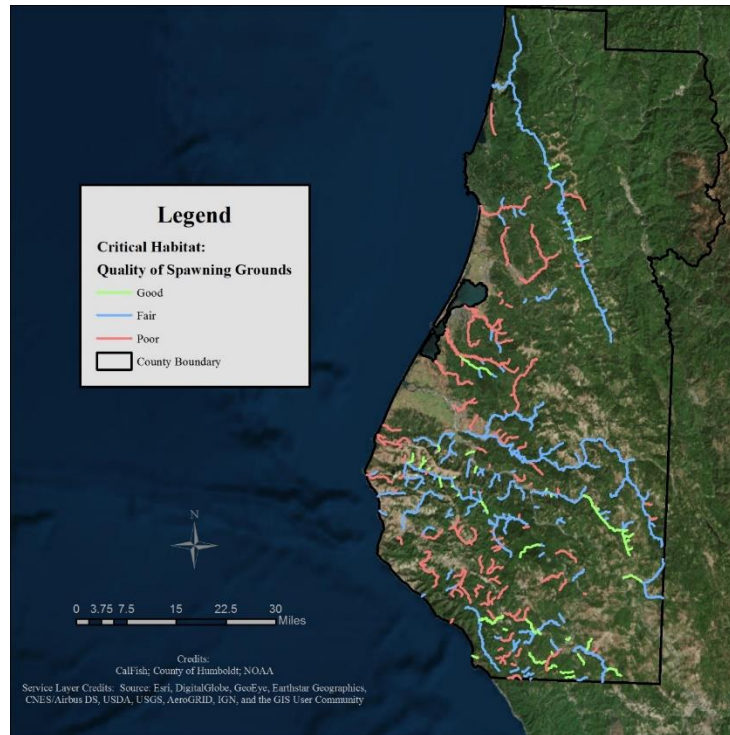 Legend
Critical Habitat:
Quality of Spawning Grounds
Good
Fair
Poor
County Boundary
N
0 3.75 7.5 15 22.5 30
Miles
Credits:
CalFish; County of Humboldt; NOAA
Service Layer Credits: Source: Esri, DigitalGlobe, GeoEye, Earthstar Geographics,
CNES/Airbus DS, USDA, USGS, AeroGRID, IGN, and the GIS User Community